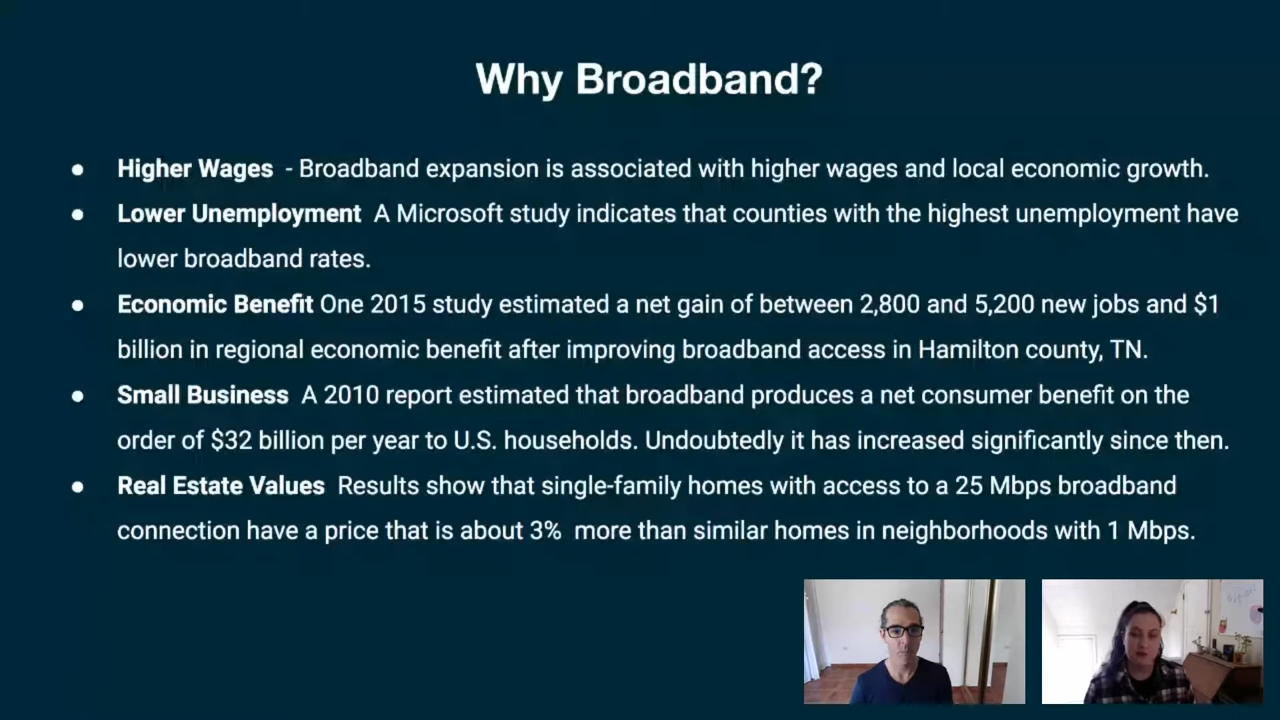 Why Broadband?
● Higher Wages - Broadband expansion is associated with higher wages and local economic growth.
● Lower Unemployment A Microsoft study indicates that counties with the highest unemployment have
lower broadband rates.
● Economic Benefit One 2015 study estimated a net gain of between 2,800 and 5,200 new jobs and $1
billion in regional economic benefit after improving broadband access in Hamilton county, TN.
● Small Business A 2010 report estimated that broadband produces a net consumer benefit on the
order of $32 billion per year to U.S. households. Undoubtedly it has increased significantly since then.
● Real Estate Values Results show that single-family homes with access to a 25 Mbps broadband
connection have a price that is about 3% more than similar homes in neighborhoods with 1 Mbps.